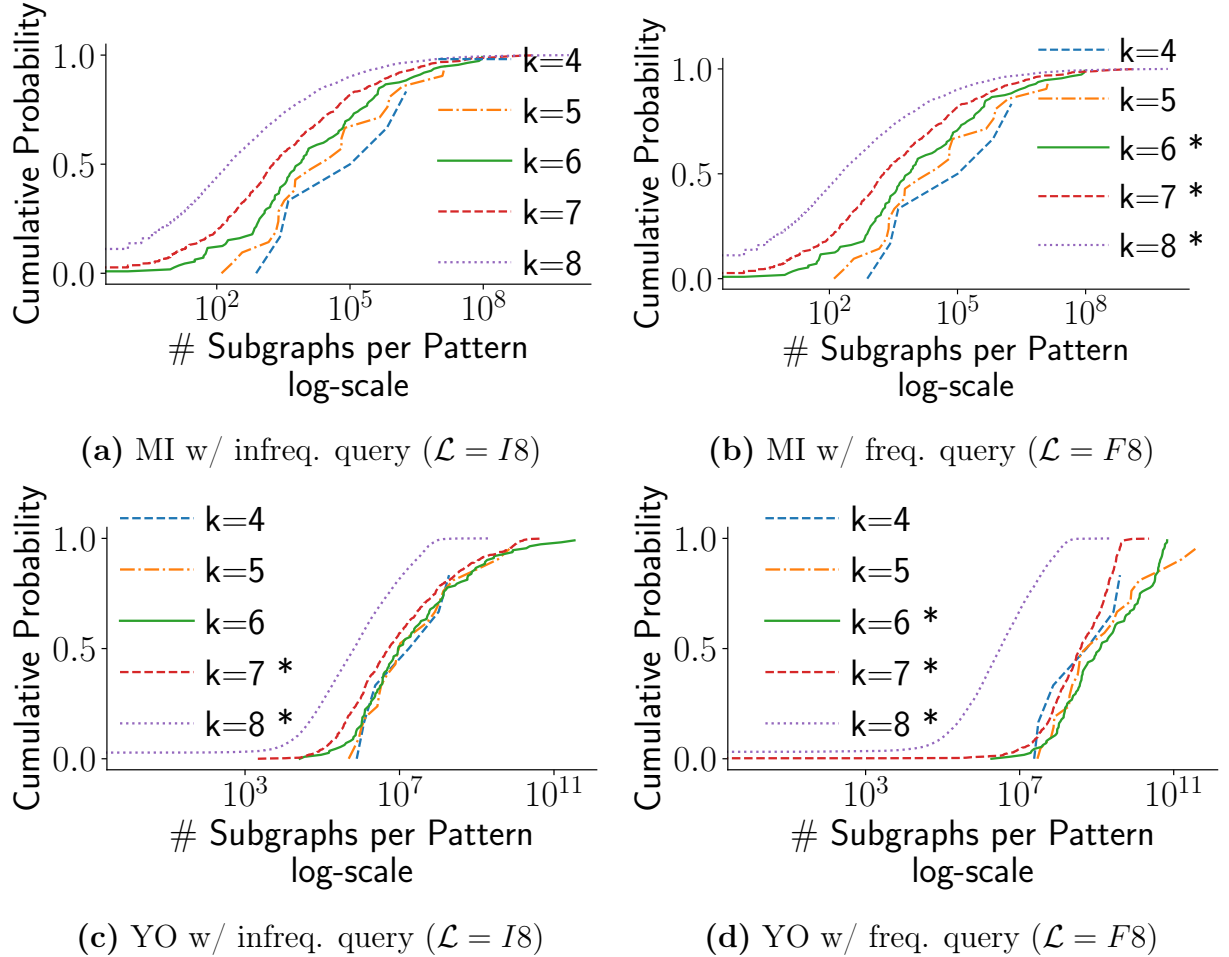 Cumulative Probability
1.0
0.5
0.0
k=4
k=5
k=6
k=7
k=8
10^2
10^5
10^8
# Subgraphs per Pattern
log-scale
(a) MI w/ infreq. query (ℒ = I8)
Cumulative Probability
1.0
0.5
0.0
k=4
k=5
k=6 *
k=7 *
k=8 *
10^2
10^5
10^8
# Subgraphs per Pattern
log-scale
(b) MI w/ freq. query (ℒ = F8)
Cumulative Probability
1.0
0.5
0.0
k=4
k=5
k=6
k=7 *
k=8 *
10^3
10^7
10^11
# Subgraphs per Pattern
log-scale
(c) YO w/ infreq. query (ℒ = I8)
Cumulative Probability
1.0
0.5
0.0
k=4
k=5
k=6 *
k=7 *
k=8 *
10^3
10^7
10^11
# Subgraphs per Pattern
log-scale
(d) YO w/ freq. query (ℒ = F8)